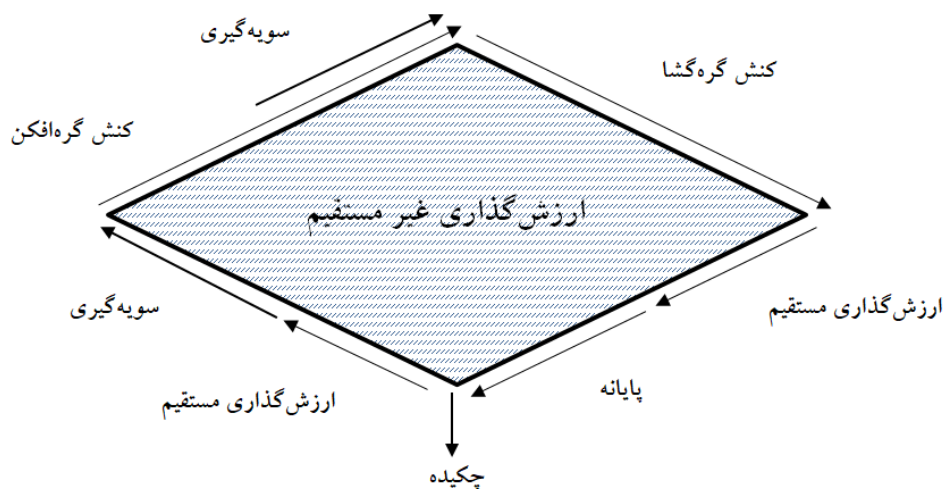 سویه‌گیری
کنش گره‌گشا
کنش گره‌افکن
ارزش‌گذاری غیر مستقیم
سویه‌گیری
ارزش‌گذاری مستقیم
پایانه
ارزش‌گذاری مستقیم
چکیده